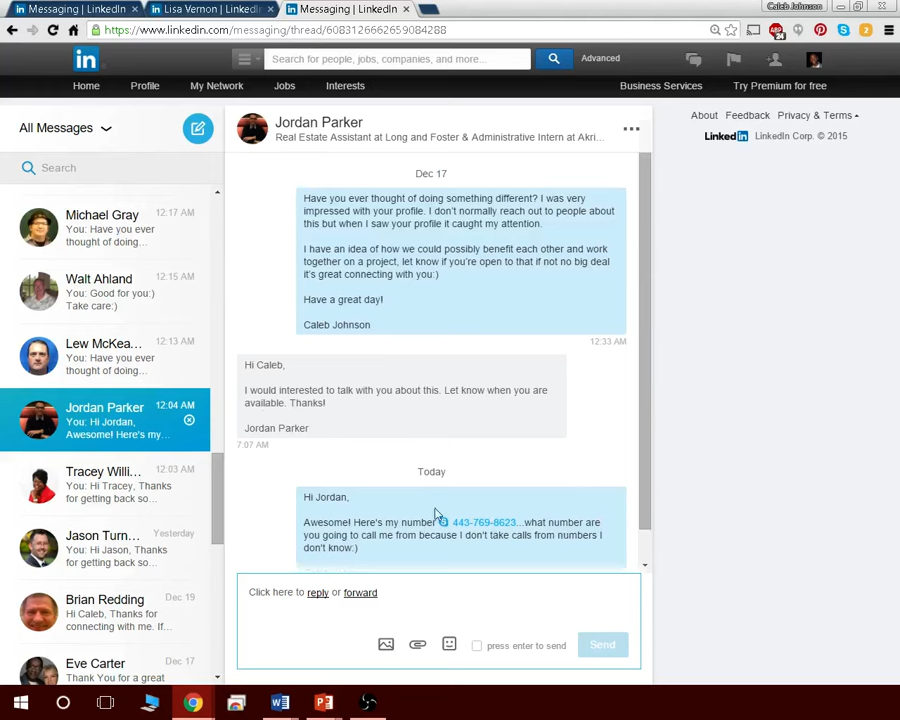 Messaging | LinkedIn
Lisa Vernon | LinkedIn
Messaging | LinkedIn
Caleb Johnson
https://www.linkedin.com/messaging/thread/6083126662659084288
in
Search for people, jobs, companies, and more...
Advanced
Home Profile My Network Jobs Interests
Business Services Try Premium for free
All Messages
Search
Michael Gray 12:17 AM
You: Have you ever
thought of doing...
Walt Ahland 12:15 AM
You: Good for you:)
Take care:)
Lew McKea... 12:13 AM
You: Have you ever
thought of doing...
Jordan Parker 12:04 AM
You: Hi Jordan,
Awesome! Here's my...
Tracey Willi... 12:03 AM
You: Hi Tracey, Thanks
for getting back so...
Jason Turn... Yesterday
You: Hi Jason, Thanks
for getting back so...
Brian Redding Dec 19
Hi Caleb, Thanks for
connecting with me. If...
Eve Carter Dec 17
Thank You for a great
Jordan Parker
Real Estate Assistant at Long and Foster & Administrative Intern at Akri...
Dec 17
Have you ever thought of doing something different? I was very
impressed with your profile. I don't normally reach out to people about
this but when I saw your profile it caught my attention.
I have an idea of how we could possibly benefit each other and work
together on a project, let know if you're open to that if not no big deal
it's great connecting with you:)
Have a great day!
Caleb Johnson
12:33 AM
Hi Caleb,
I would interested to talk with you about this. Let know when you are
available. Thanks!
Jordan Parker
7:07 AM
Today
Hi Jordan,
Awesome! Here's my number 443-769-8623...what number are
you going to call me from because I don't take calls from numbers I
don't know:)
Click here to reply or forward
press enter to send
Send
About Feedback Privacy & Terms
Linked in LinkedIn Corp. © 2015